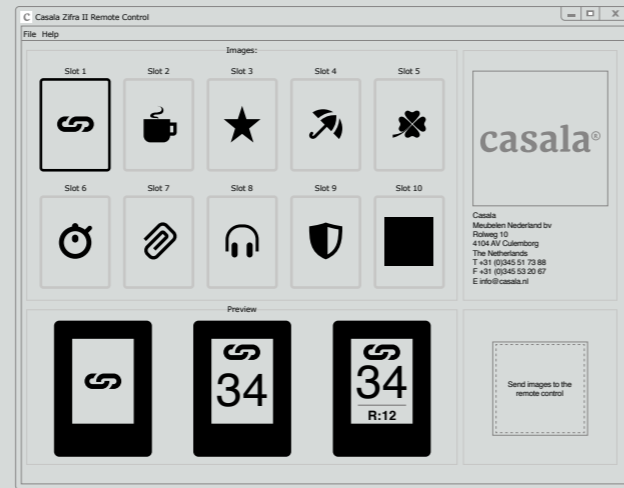 C Casala Zifra II Remote Control
File Help
Images:
Slot 1 Slot 2 Slot 3 Slot 4 Slot 5
Slot 6 Slot 7 Slot 8 Slot 9 Slot 10
casala®
Casala
Meubelen Nederland bv
Rolweg 10
4104 AV Culemborg
The Netherlands
T +31 (0)345 51 73 88
F +31 (0)345 53 20 67
E info@casala.nl
Preview
34
34
R:12
Send images to the
remote control